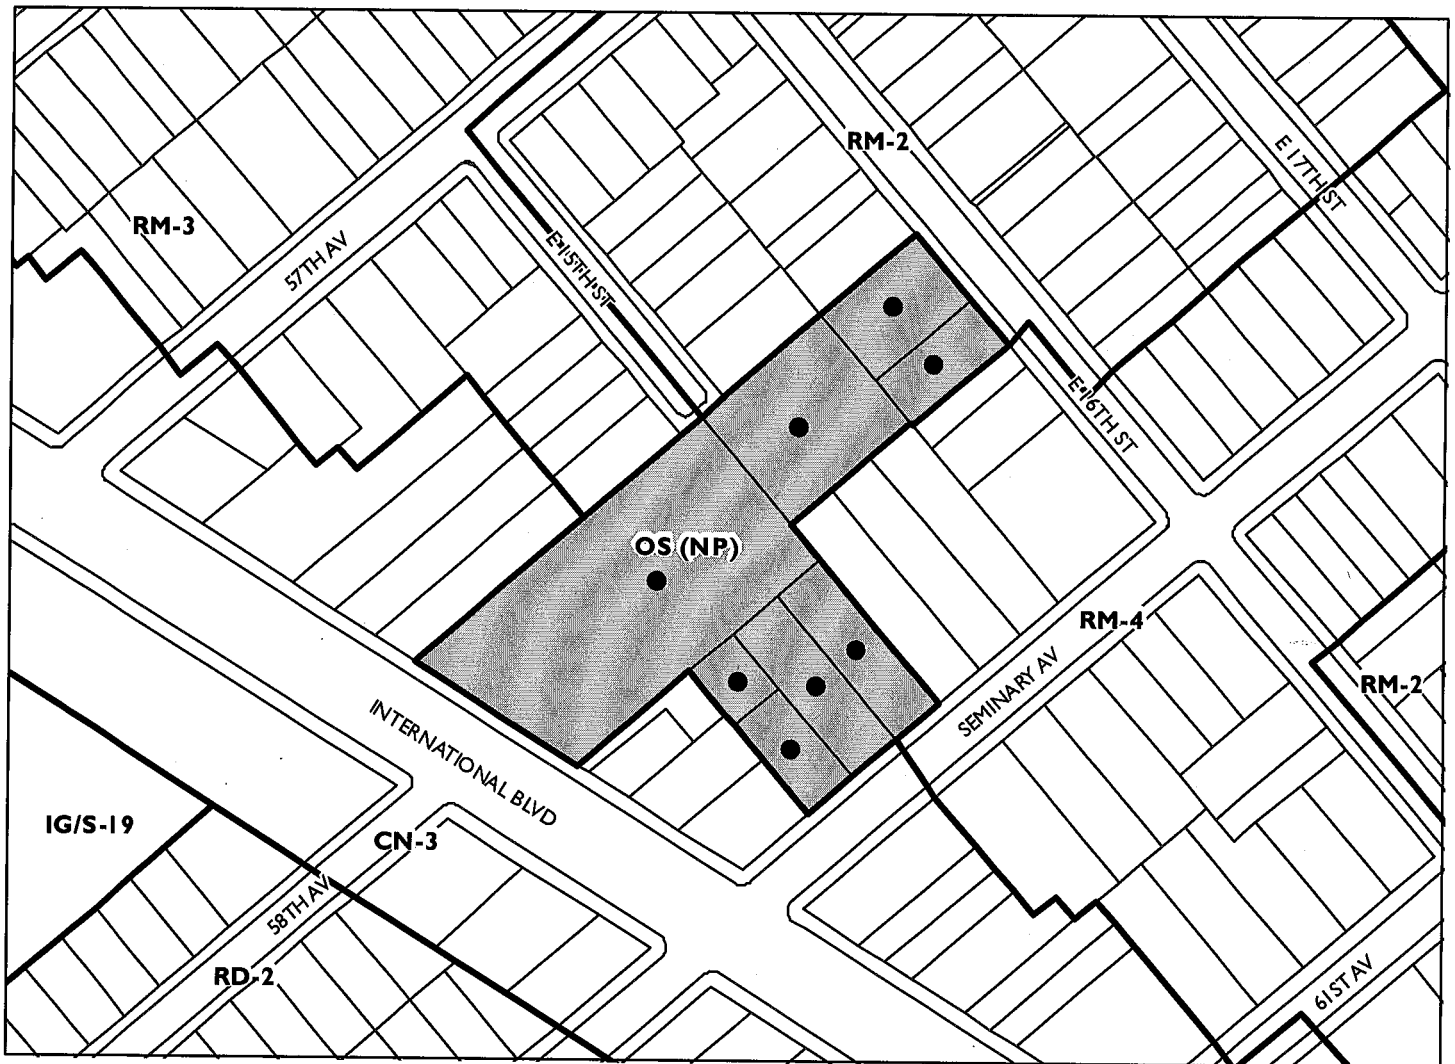 RM-2
E 17TH ST
RM-3
57TH AV
E 15TH ST
E 16TH ST
OS (NP)
RM-4
SEMINARY AV
RM-2
INTERNATIONAL BLVD
IG/S-19
CN-3
58TH AV
RD-2
61ST AV